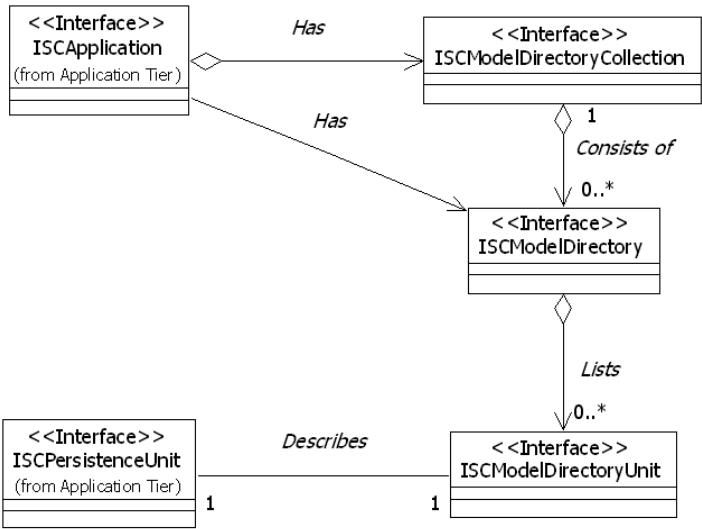 <<Interface>>
ISCApplication
(from Application Tier)
Has
<<Interface>>
ISCModelDirectoryCollection
Has
1
Consists of
0..*
<<Interface>>
ISCModelDirectory
Lists
0..*
<<Interface>>
ISCPersistenceUnit
(from Application Tier)
Describes
1
1
<<Interface>>
ISCModelDirectoryUnit